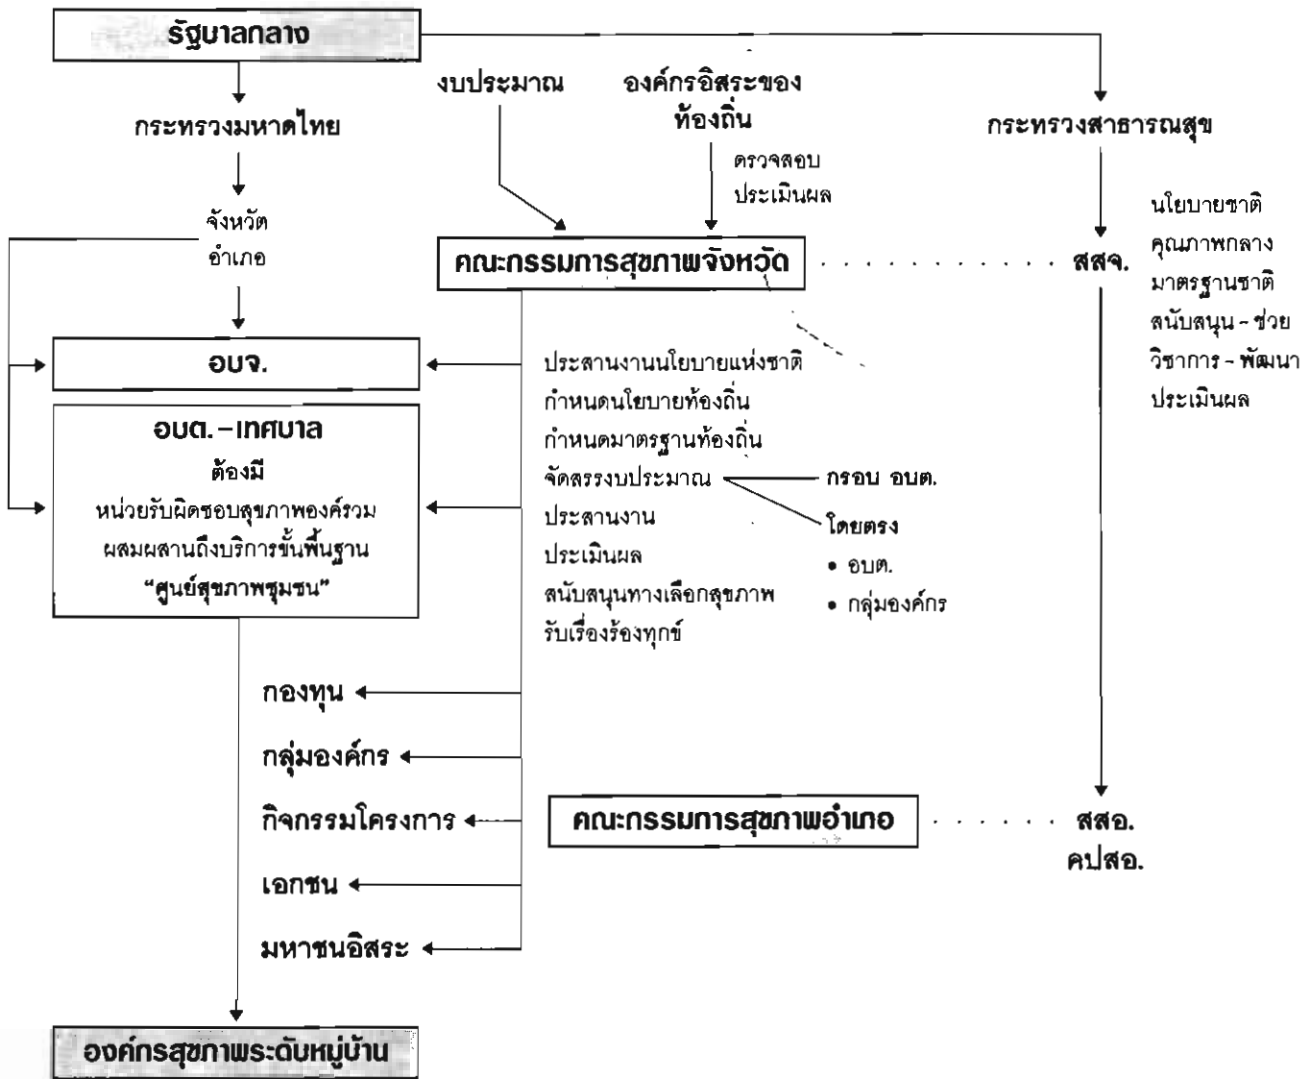 รัฐบาลกลาง
งบประมาณ
องค์กรอิสระของ
ท้องถิ่น
กระทรวงมหาดไทย
กระทรวงสาธารณสุข
ตรวจสอบ
ประเมินผล
จังหวัด
อำเภอ
นโยบายชาติ
คุณภาพกลาง
มาตรฐานชาติ
สนับสนุน - ช่วย
วิชาการ - พัฒนา
ประเมินผล
คณะกรรมการสุขภาพจังหวัด
สสจ.
อบจ.
อบต. - เทศบาล
ต้องมี
หน่วยรับผิดชอบสุขภาพองค์รวม
ผสมผสานถึงบริการขั้นพื้นฐาน
“ศูนย์สุขภาพชุมชน”
ประสานงานนโยบายแห่งชาติ
กำหนดนโยบายท้องถิ่น
กำหนดมาตรฐานท้องถิ่น
จัดสรรงบประมาณ
ประสานงาน
ประเมินผล
สนับสนุนทางเลือกสุขภาพ
รับเรื่องร้องทุกข์
กรอบ อบต.
โดยตรง
• อบต.
• กลุ่มองค์กร
กองทุน
กลุ่มองค์กร
กิจกรรมโครงการ
เอกชน
มหาชนอิสระ
คณะกรรมการสุขภาพอำเภอ
สสอ.
คปสอ.
องค์กรสุขภาพระดับหมู่บ้าน